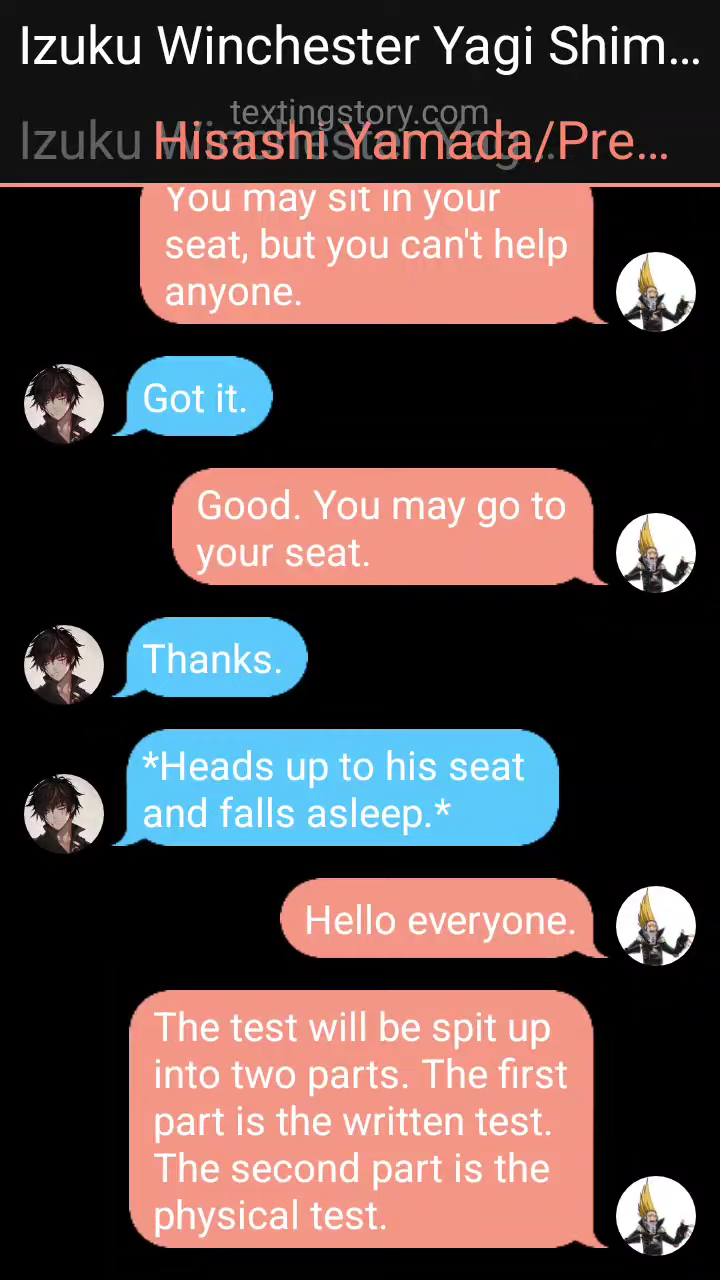 Izuku Winchester Yagi Shim...
textingstory.com
Izuku Winchester Yag...
Hisashi Yamada/Pre...
You may sit in your
seat, but you can't help
anyone.
Got it.
Good. You may go to
your seat.
Thanks.
*Heads up to his seat
and falls asleep.*
Hello everyone.
The test will be spit up
into two parts. The first
part is the written test.
The second part is the
physical test.